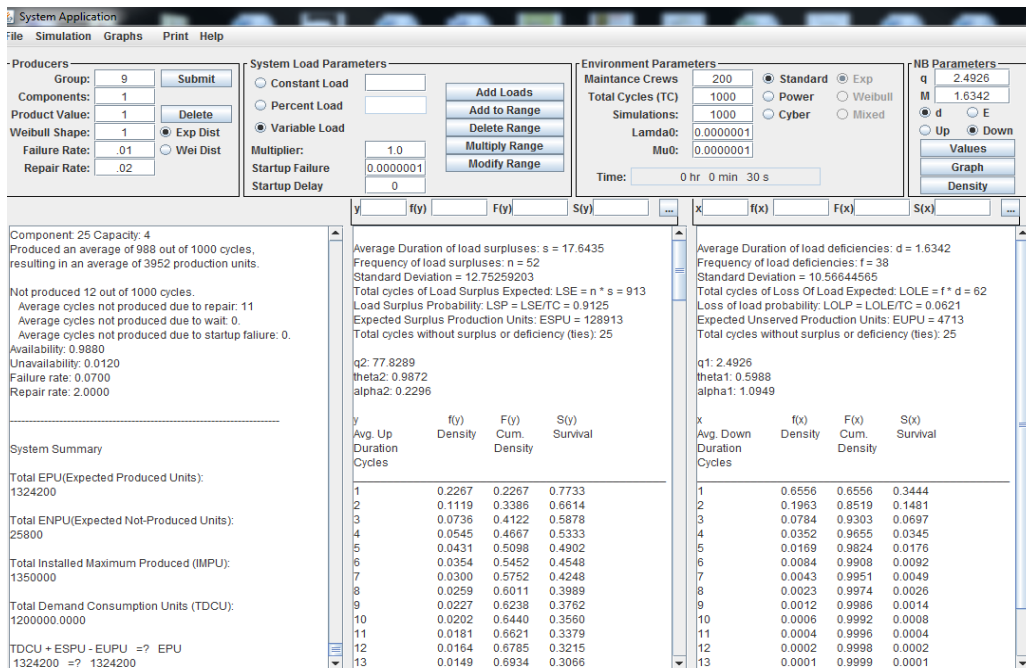 System Application
File Simulation Graphs Print Help
Producers
Group: 9 Submit
Components: 1
Product Value: 1 Delete
Weibull Shape: 1 Exp Dist
Failure Rate: .01 Wei Dist
Repair Rate: .02
System Load Parameters
Constant Load
Percent Load
Variable Load
Multiplier: 1.0
Startup Failure 0.0000001
Startup Delay 0
Add Loads
Add to Range
Delete Range
Multiply Range
Modify Range
Environment Parameters
Maintance Crews 200 Standard Exp
Total Cycles (TC) 1000 Power Weibull
Simulations: 1000 Cyber Mixed
Lamda0: 0.0000001
Mu0: 0.0000001
Time: 0 hr 0 min 30 s
NB Parameters
q 2.4926
M 1.6342
d E
Up Down
Values
Graph
Density
y f(y) F(y) S(y) ...
x f(x) F(x) S(x) ...
Component: 25 Capacity: 4
Produced an average of 988 out of 1000 cycles,
resulting in an average of 3952 production units.
Not produced 12 out of 1000 cycles.
Average cycles not produced due to repair: 11
Average cycles not produced due to wait: 0.
Average cycles not produced due to startup faliure: 0.
Availability: 0.9880
Unavailability: 0.0120
Failure rate: 0.0700
Repair rate: 2.0000
System Summary
Total EPU(Expected Produced Units):
1324200
Total ENPU(Expected Not-Produced Units):
25800
Total Installed Maximum Produced (IMPU):
1350000
Total Demand Consumption Units (TDCU):
1200000.0000
TDCU + ESPU - EUPU =? EPU
1324200 =? 1324200
Average Duration of load surpluses: s = 17.6435
Frequency of load surpluses: n = 52
Standard Deviation = 12.75259203
Total cycles of Load Surplus Expected: LSE = n * s = 913
Load Surplus Probability: LSP = LSE/TC = 0.9125
Expected Surplus Production Units: ESPU = 128913
Total cycles without surplus or deficiency (ties): 25
q2: 77.8289
theta2: 0.9872
alpha2: 0.2296
y f(y) F(y) S(y)
Avg. Up Density Cum. Survival
Duration Density
Cycles
1 0.2267 0.2267 0.7733
2 0.1119 0.3386 0.6614
3 0.0736 0.4122 0.5878
4 0.0545 0.4667 0.5333
5 0.0431 0.5098 0.4902
6 0.0354 0.5452 0.4548
7 0.0300 0.5752 0.4248
8 0.0259 0.6011 0.3989
9 0.0227 0.6238 0.3762
10 0.0202 0.6440 0.3560
11 0.0181 0.6621 0.3379
12 0.0164 0.6785 0.3215
13 0.0149 0.6934 0.3066
Average Duration of load deficiencies: d = 1.6342
Frequency of load deficiencies: f = 38
Standard Deviation = 10.56644565
Total cycles of Loss Of Load Expected: LOLE = f * d = 62
Loss of load probability: LOLP = LOLE/TC = 0.0621
Expected Unserved Production Units: EUPU = 4713
Total cycles without surplus or deficiency (ties): 25
q1: 2.4926
theta1: 0.5988
alpha1: 1.0949
x f(x) F(x) S(x)
Avg. Down Density Cum. Survival
Duration Density
Cycles
1 0.6556 0.6556 0.3444
2 0.1963 0.8519 0.1481
3 0.0784 0.9303 0.0697
4 0.0352 0.9655 0.0345
5 0.0169 0.9824 0.0176
6 0.0084 0.9908 0.0092
7 0.0043 0.9951 0.0049
8 0.0023 0.9974 0.0026
9 0.0012 0.9986 0.0014
10 0.0006 0.9992 0.0008
11 0.0004 0.9996 0.0004
12 0.0002 0.9998 0.0002
13 0.0001 0.9999 0.0001